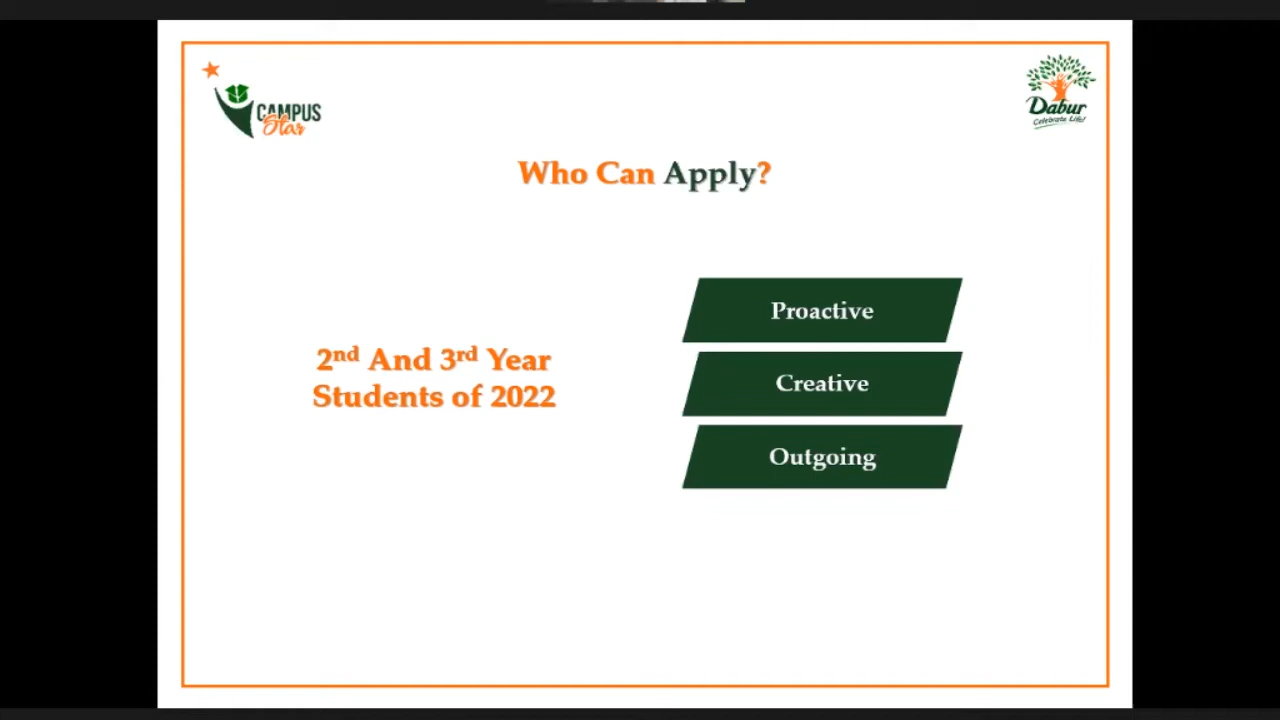 CAMPUS
Star
Dabur
Celebrate Life!
Who Can Apply?
2nd And 3rd Year
Students of 2022
Proactive
Creative
Outgoing